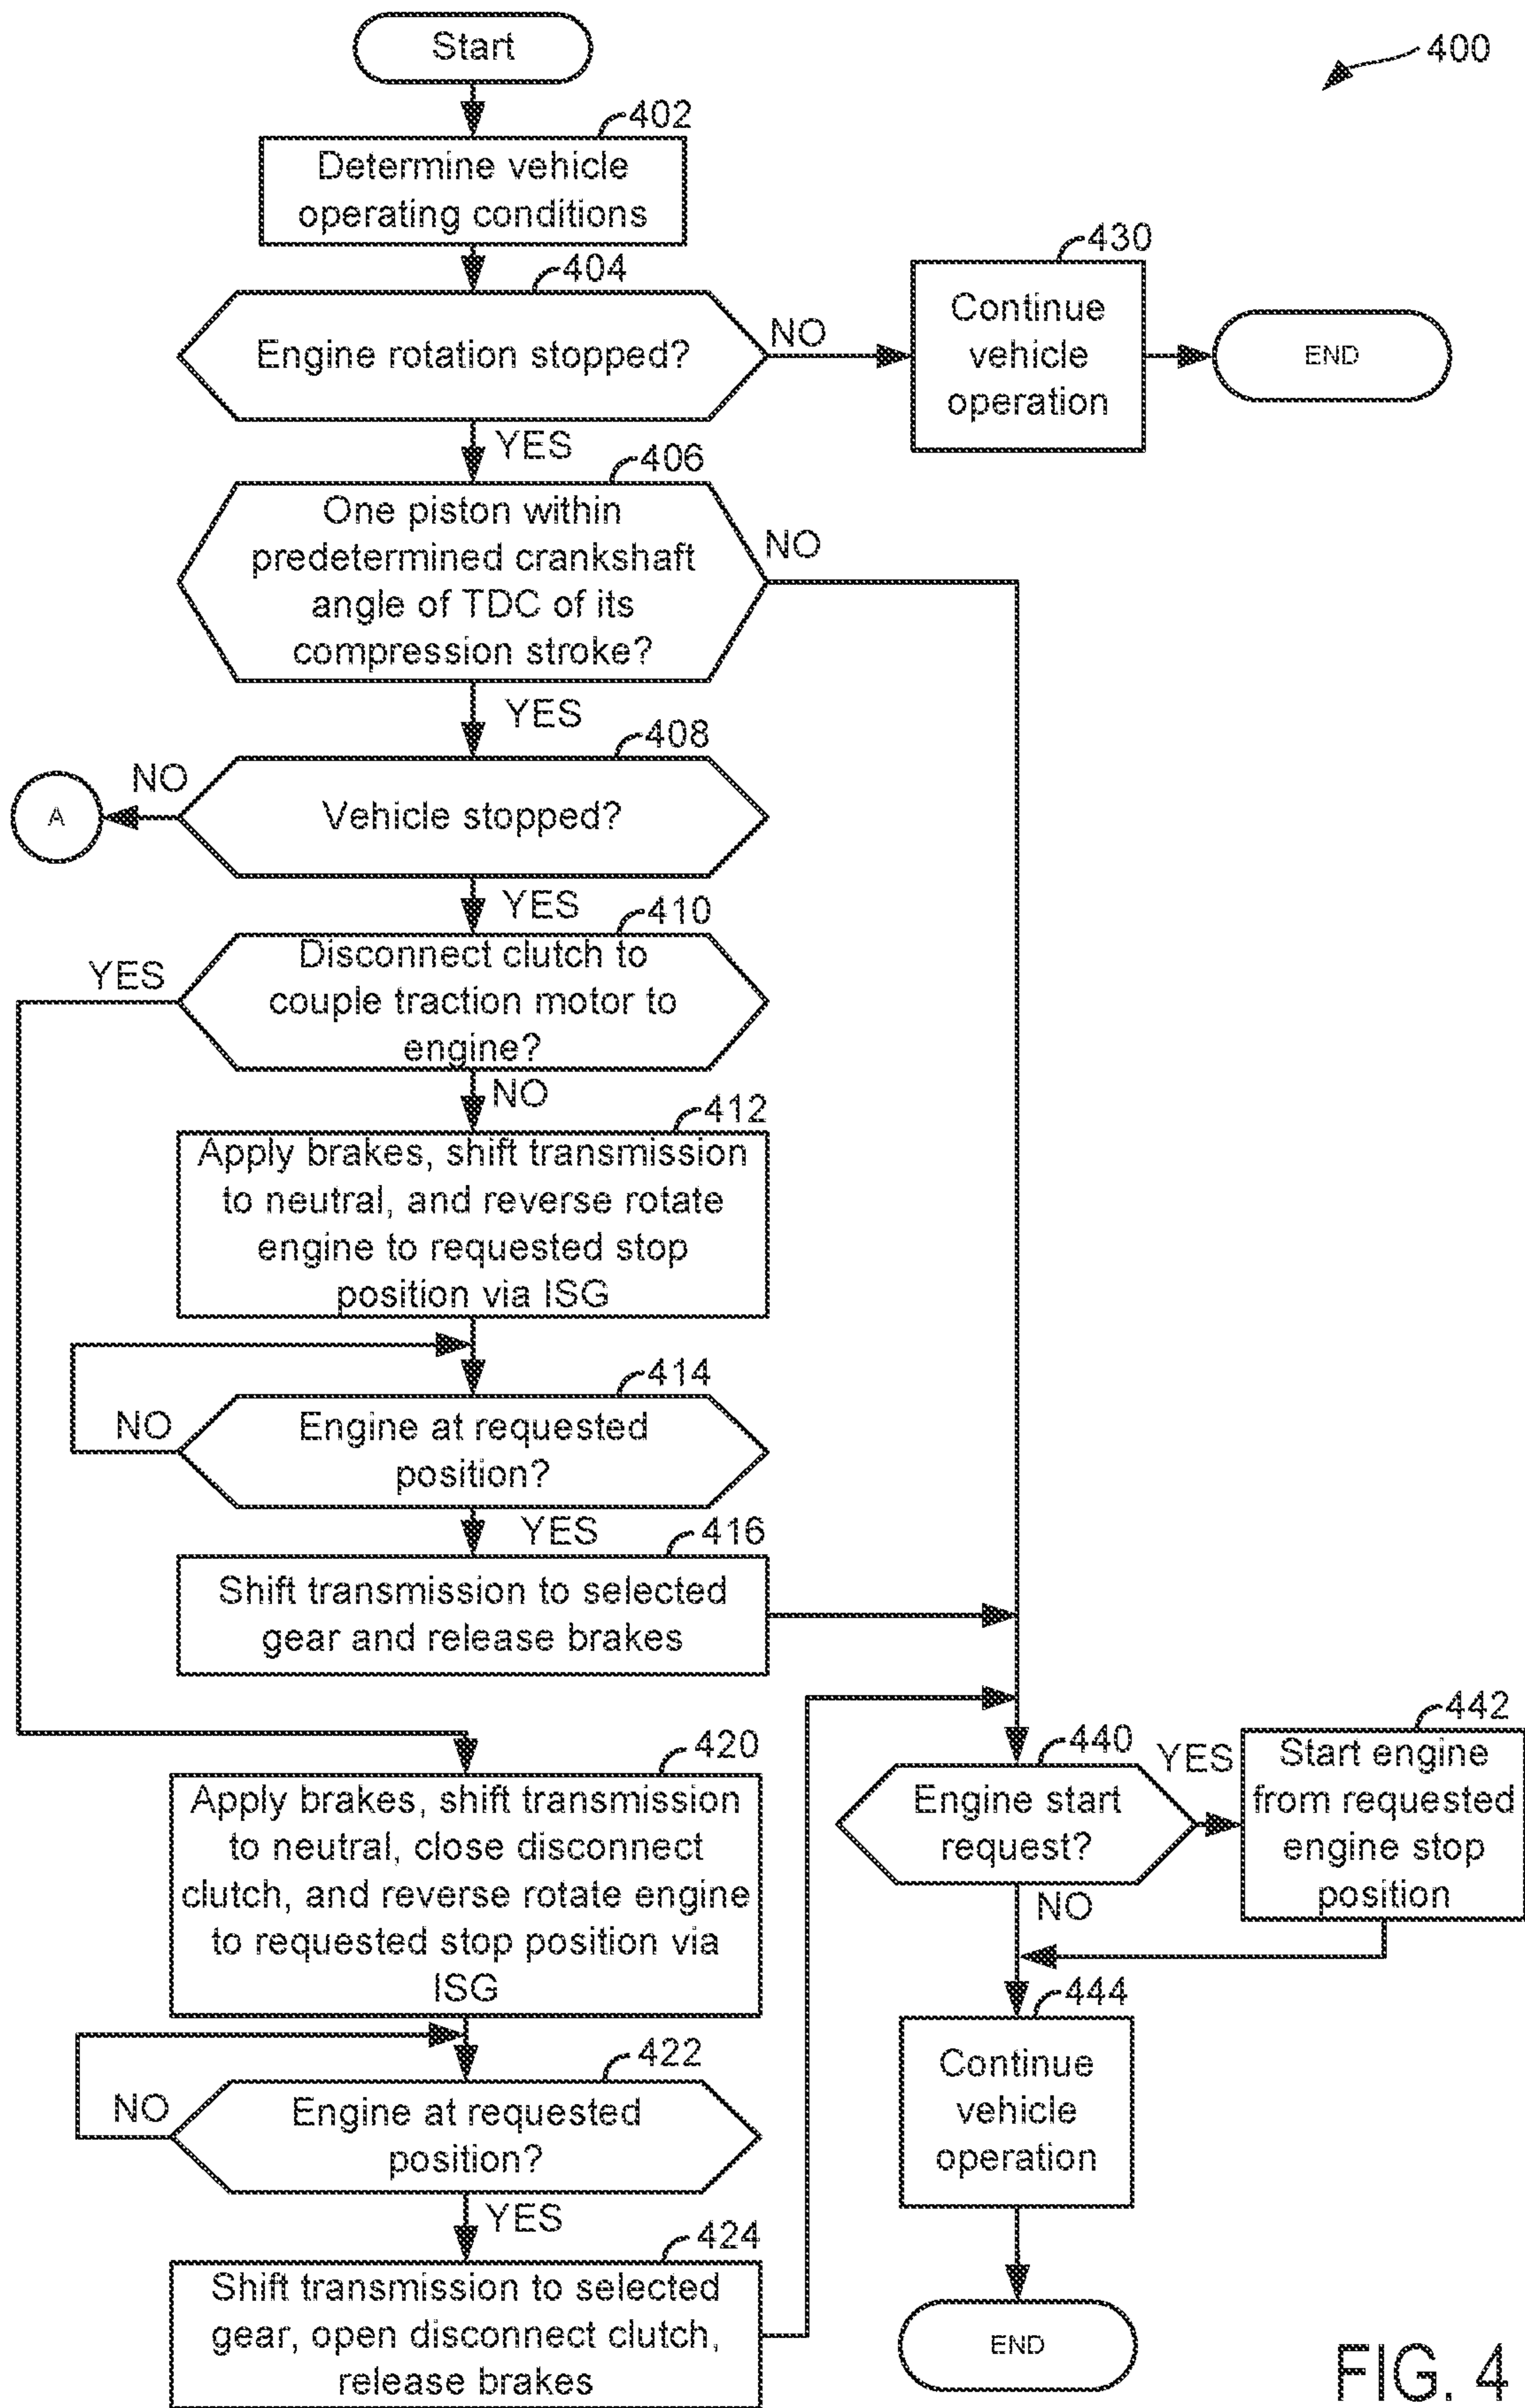 Start
400
402
Determine vehicle
operating conditions
404
Engine rotation stopped?
NO
430
Continue
vehicle
operation
END
YES
406
One piston within
predetermined crankshaft
angle of TDC of its
compression stroke?
NO
YES
408
Vehicle stopped?
NO
A
YES
410
Disconnect clutch to
couple traction motor to
engine?
YES
NO
412
Apply brakes, shift transmission
to neutral, and reverse rotate
engine to requested stop
position via ISG
414
Engine at requested
position?
NO
YES
416
Shift transmission to selected
gear and release brakes
420
Apply brakes, shift transmission
to neutral, close disconnect
clutch, and reverse rotate engine
to requested stop position via
ISG
422
Engine at requested
position?
NO
YES
424
Shift transmission to selected
gear, open disconnect clutch,
release brakes
440
Engine start
request?
YES
442
Start engine
from requested
engine stop
position
NO
444
Continue
vehicle
operation
END
FIG. 4